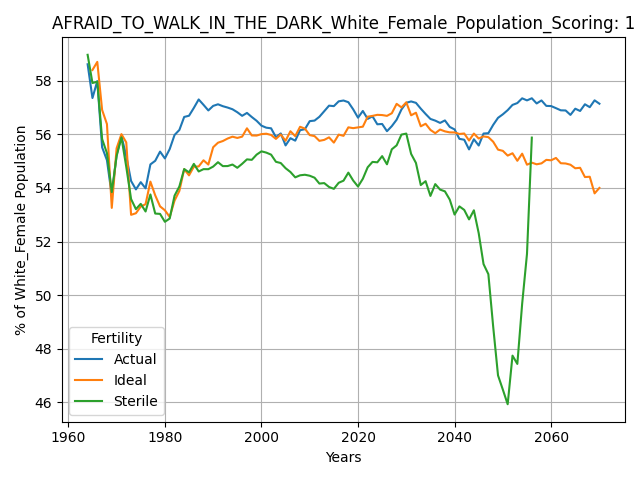 AFRAID_TO_WALK_IN_THE_DARK_White_Female_Population_Scoring: 1
% of White_Female Population
58
56
54
52
50
48
46
Fertility
Actual
Ideal
Sterile
1960 1980 2000 2020 2040 2060
Years